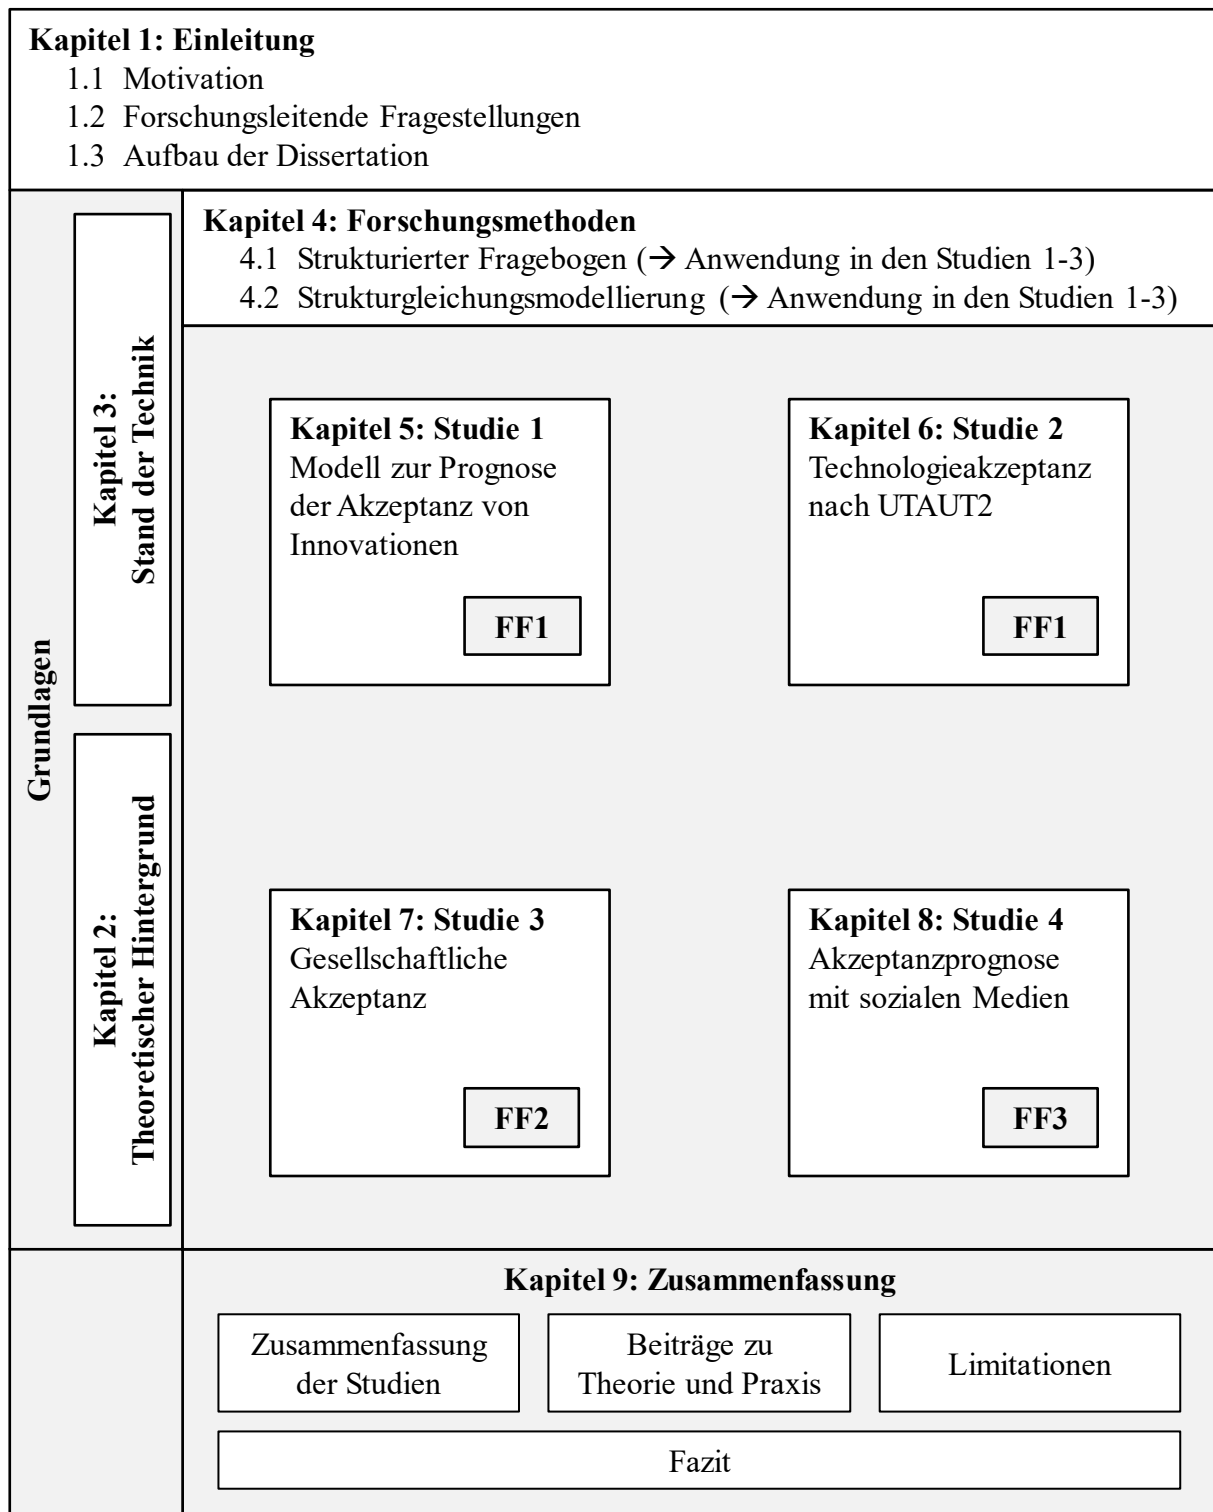 Kapitel 1: Einleitung
1.1 Motivation
1.2 Forschungsleitende Fragestellungen
1.3 Aufbau der Dissertation
Grundlagen
Kapitel 3:
Stand der Technik
Kapitel 2:
Theoretischer Hintergrund
Kapitel 4: Forschungsmethoden
4.1 Strukturierter Fragebogen (→ Anwendung in den Studien 1-3)
4.2 Strukturgleichungsmodellierung (→ Anwendung in den Studien 1-3)
Kapitel 5: Studie 1
Modell zur Prognose
der Akzeptanz von
Innovationen
FF1
Kapitel 6: Studie 2
Technologieakzeptanz
nach UTAUT2
FF1
Kapitel 7: Studie 3
Gesellschaftliche
Akzeptanz
FF2
Kapitel 8: Studie 4
Akzeptanzprognose
mit sozialen Medien
FF3
Kapitel 9: Zusammenfassung
Zusammenfassung
der Studien
Beiträge zu
Theorie und Praxis
Limitationen
Fazit